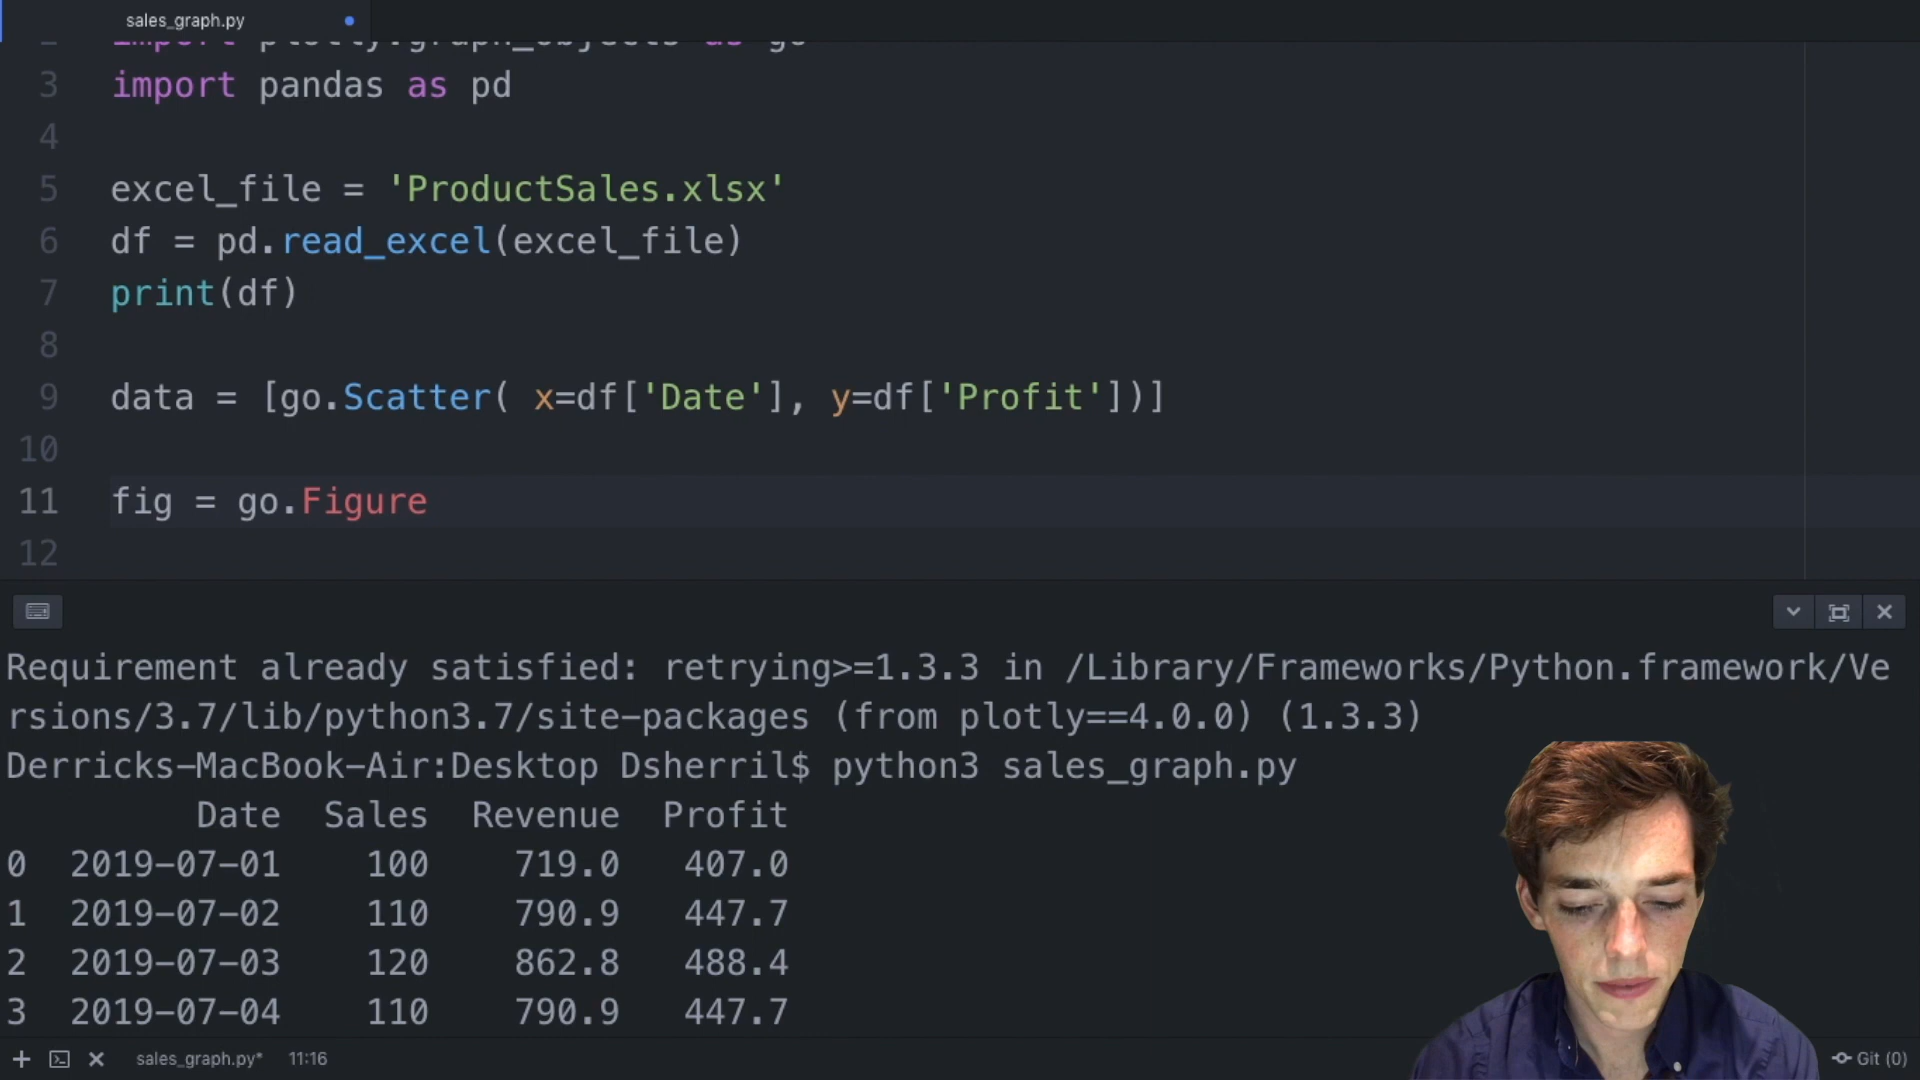 sales_graph.py
2 import plotly.graph_objects as go
3 import pandas as pd
4
5 excel_file = 'ProductSales.xlsx'
6 df = pd.read_excel(excel_file)
7 print(df)
8
9 data = [go.Scatter( x=df['Date'], y=df['Profit'])]
10
11 fig = go.Figure
12
Requirement already satisfied: retrying>=1.3.3 in /Library/Frameworks/Python.framework/Ve
rsions/3.7/lib/python3.7/site-packages (from plotly==4.0.0) (1.3.3)
Derricks-MacBook-Air:Desktop Dsherril$ python3 sales_graph.py
Date Sales Revenue Profit
0 2019-07-01 100 719.0 407.0
1 2019-07-02 110 790.9 447.7
2 2019-07-03 120 862.8 488.4
3 2019-07-04 110 790.9 447.7
sales_graph.py* 11:16 Git (0)